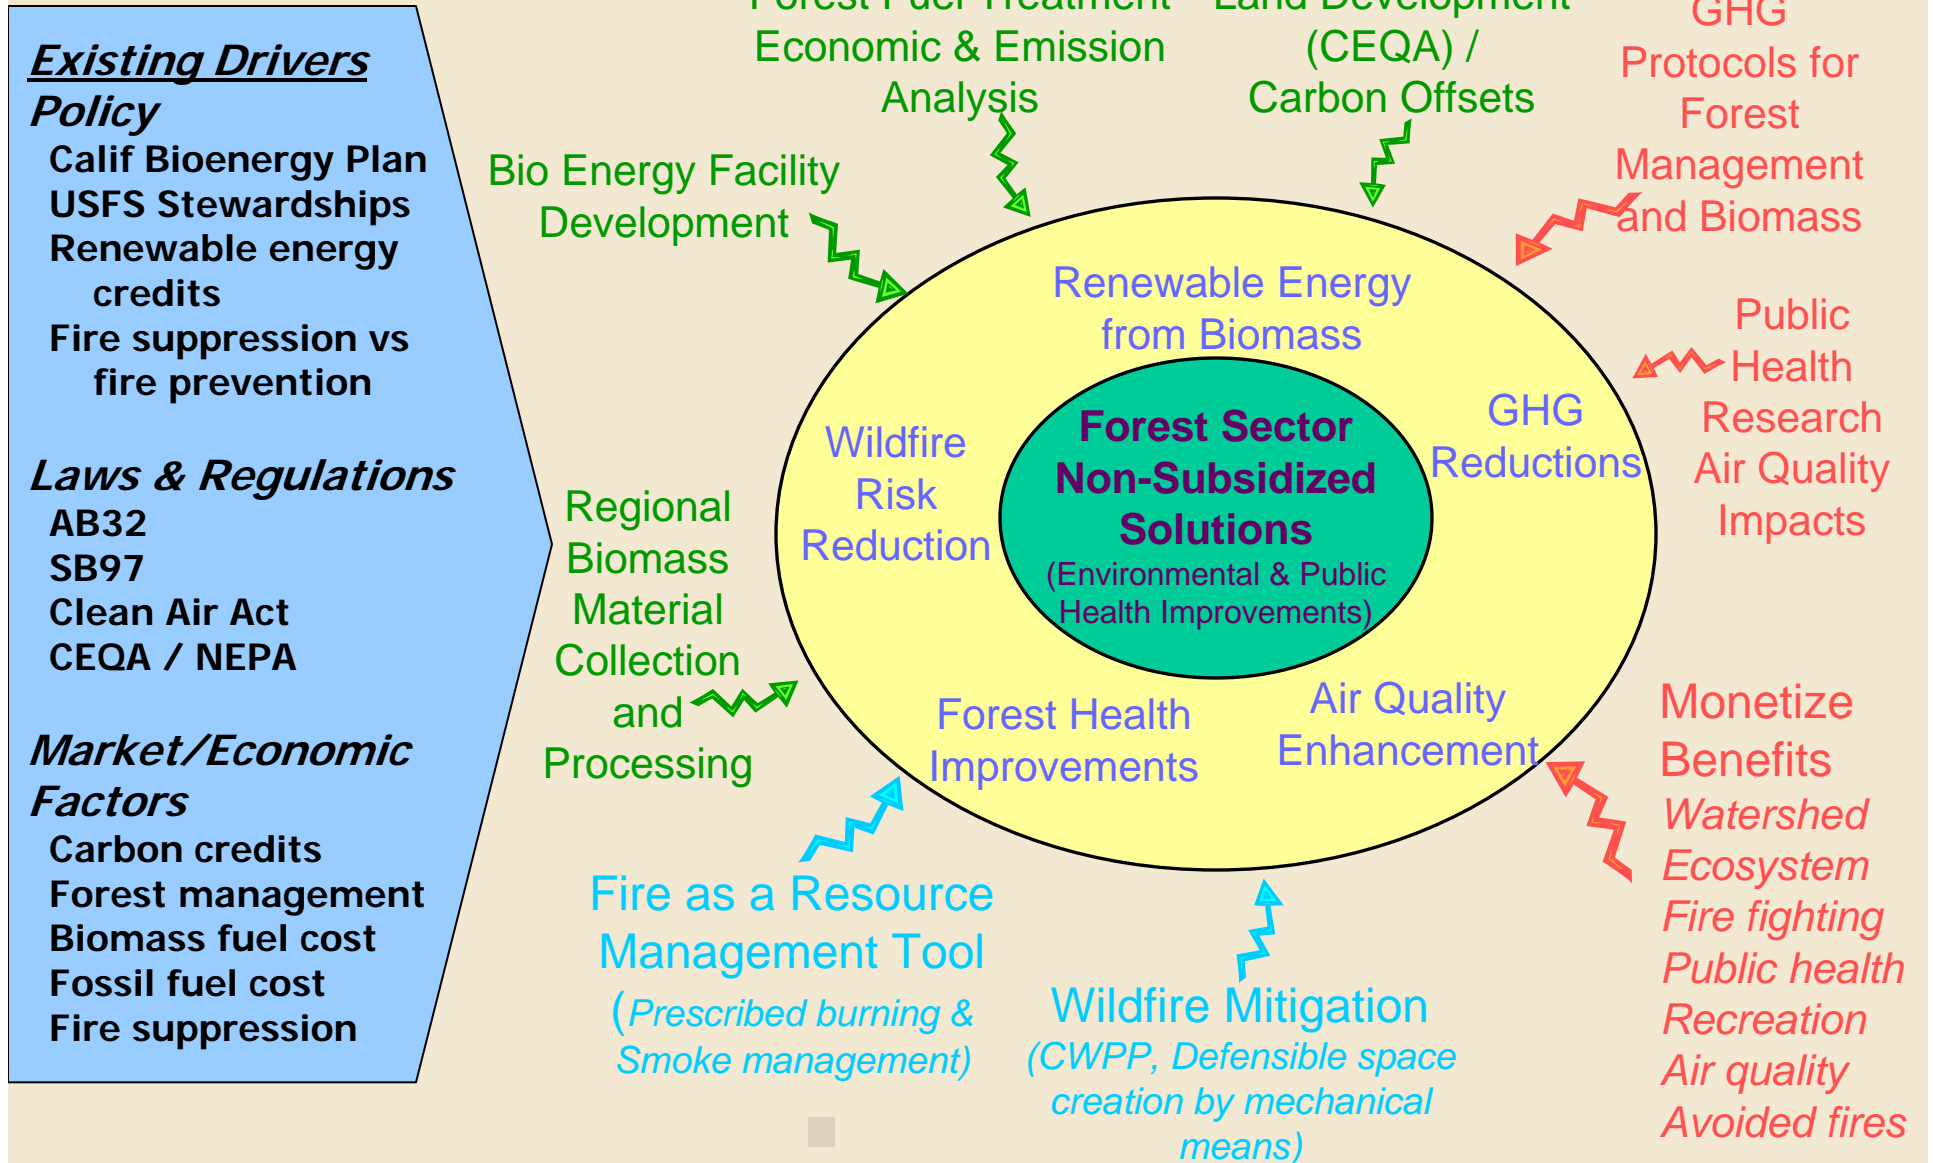 Existing Drivers
Policy
Calif Bioenergy Plan
USFS Stewardships
Renewable energy
credits
Fire suppression vs
fire prevention
Laws & Regulations
AB32
SB97
Clean Air Act
CEQA / NEPA
Market/Economic
Factors
Carbon credits
Forest management
Biomass fuel cost
Fossil fuel cost
Fire suppression
Forest Fuel Treatment
Economic & Emission
Analysis
Land Development
(CEQA) /
Carbon Offsets
GHG
Protocols for
Forest
Management
and Biomass
Bio Energy Facility
Development
Renewable Energy
from Biomass
Public
Health
Research
Air Quality
Impacts
GHG
Reductions
Wildfire
Risk
Reduction
Forest Sector
Non-Subsidized
Solutions
(Environmental & Public
Health Improvements)
Regional
Biomass
Material
Collection
and
Processing
Forest Health
Improvements
Air Quality
Enhancement
Monetize
Benefits
Watershed
Ecosystem
Fire fighting
Public health
Recreation
Air quality
Avoided fires
Fire as a Resource
Management Tool
(Prescribed burning &
Smoke management)
Wildfire Mitigation
(CWPP, Defensible space
creation by mechanical
means)